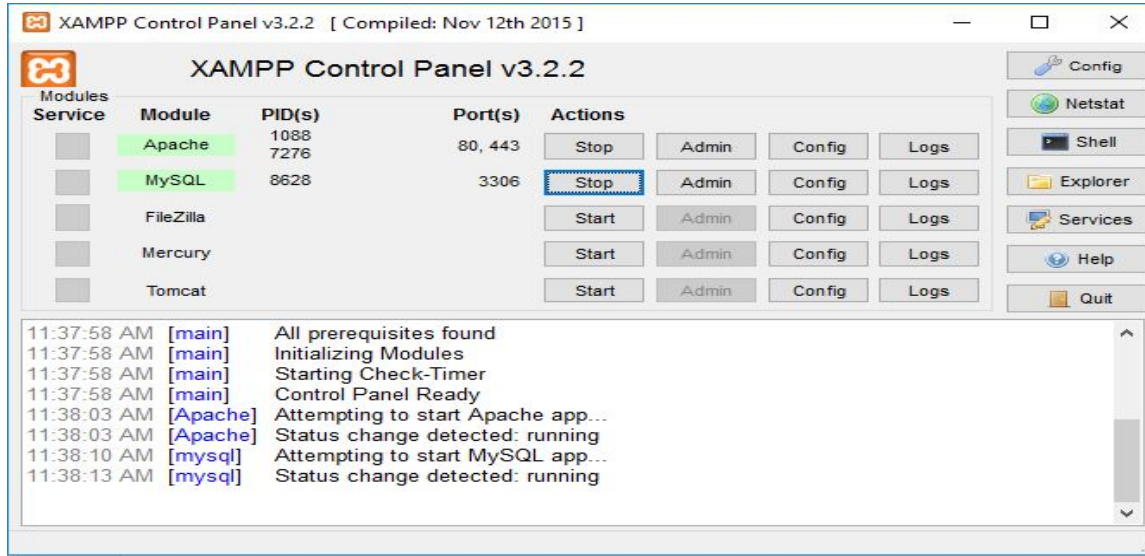 XAMPP Control Panel v3.2.2 [ Compiled: Nov 12th 2015 ]
XAMPP Control Panel v3.2.2
Config
Modules
Netstat
Service Module PID(s) Port(s) Actions
Apache 1088 7276 80, 443 Stop Admin Config Logs
Shell
MySQL 8628 3306 Stop Admin Config Logs
Explorer
FileZilla Start Admin Config Logs
Services
Mercury Start Admin Config Logs
Help
Tomcat Start Admin Config Logs
Quit
11:37:58 AM [main] All prerequisites found
11:37:58 AM [main] Initializing Modules
11:37:58 AM [main] Starting Check-Timer
11:37:58 AM [main] Control Panel Ready
11:38:03 AM [Apache] Attempting to start Apache app...
11:38:03 AM [Apache] Status change detected: running
11:38:10 AM [mysql] Attempting to start MySQL app...
11:38:13 AM [mysql] Status change detected: running